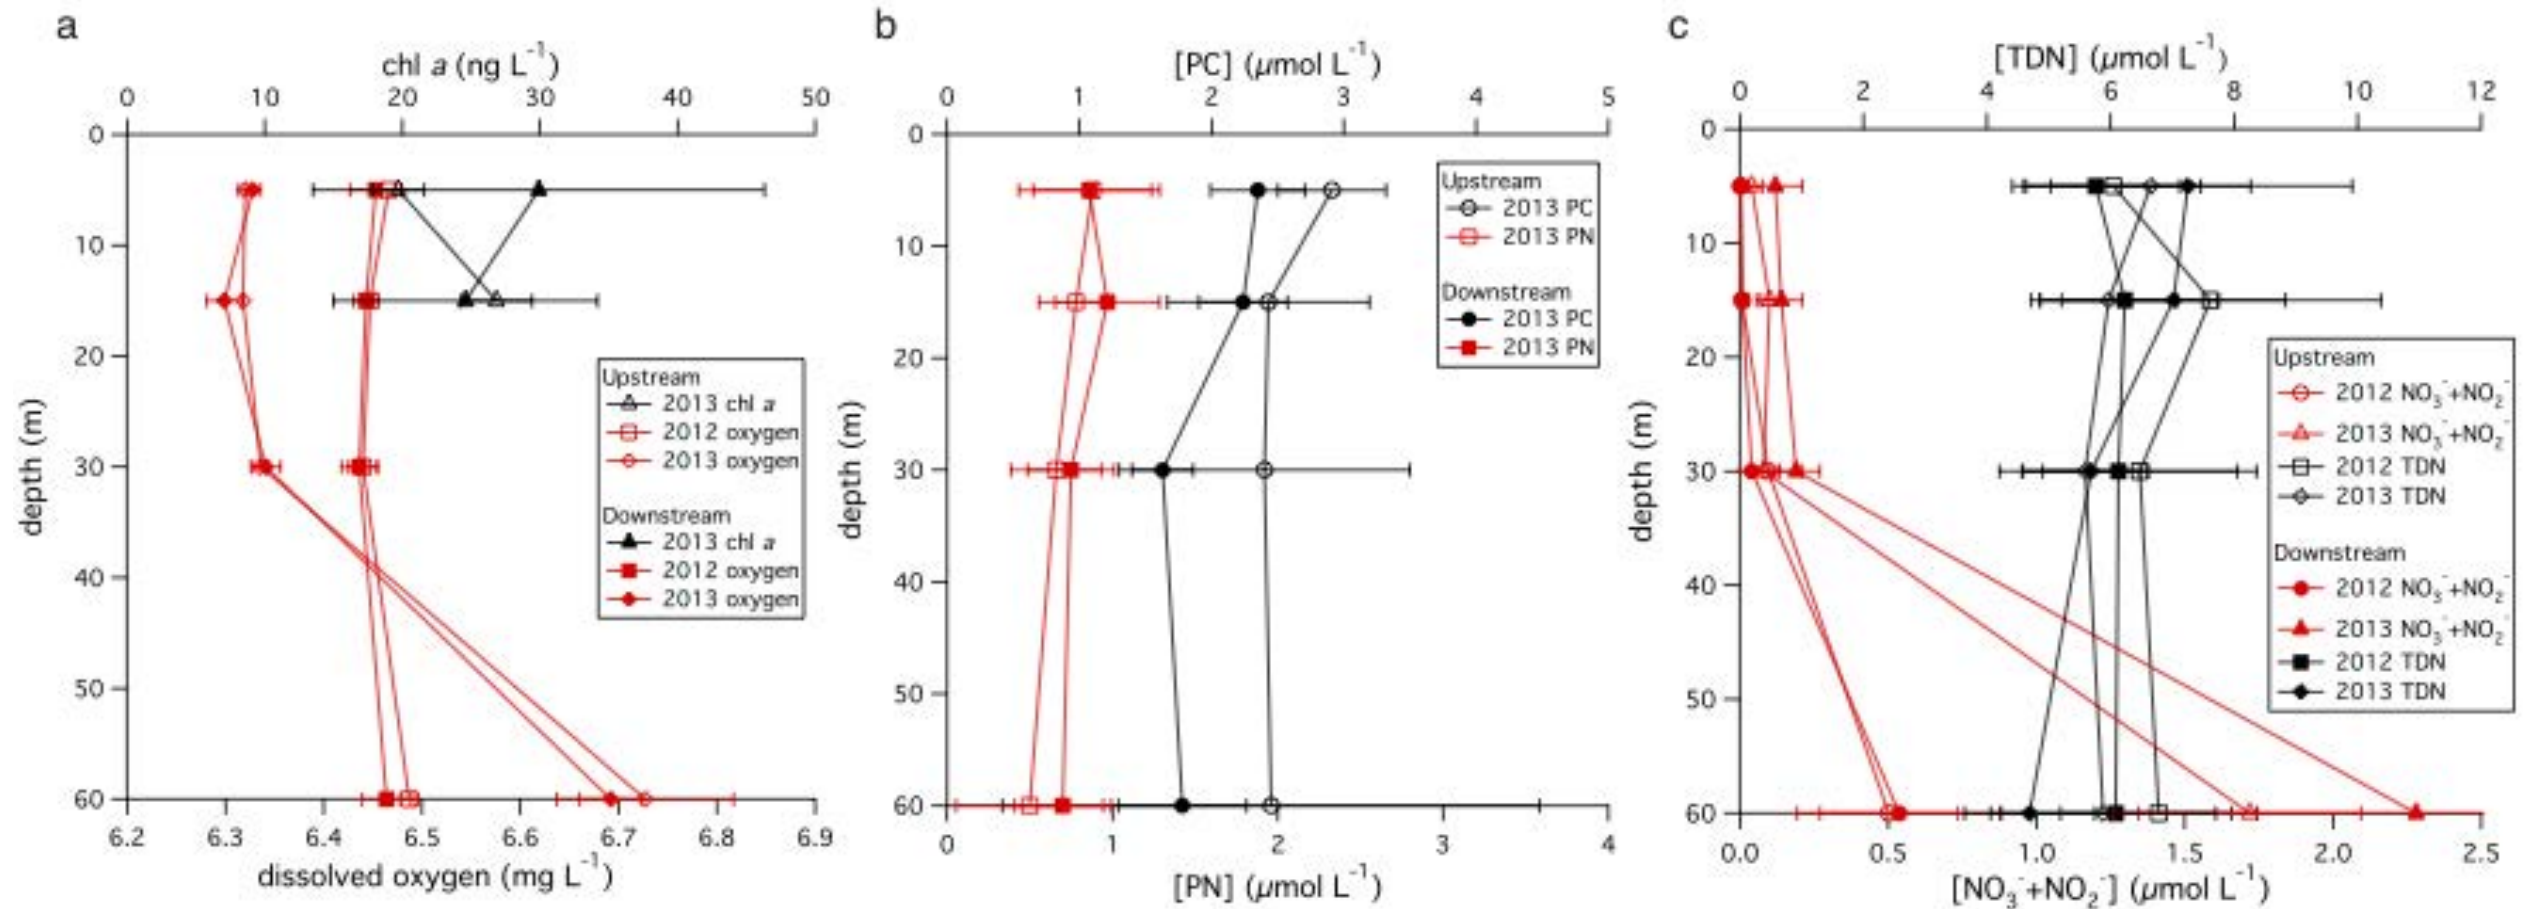 a
chl a (ng L⁻¹)
0 10 20 30 40 50
0
10
20
30
40
50
60
depth (m)
Upstream
2013 chl a
2012 oxygen
2013 oxygen
Downstream
2013 chl a
2012 oxygen
2013 oxygen
6.2 6.3 6.4 6.5 6.6 6.7 6.8 6.9
dissolved oxygen (mg L⁻¹)
b
[PC] (µmol L⁻¹)
0 1 2 3 4 5
0
10
20
30
40
50
60
depth (m)
Upstream
2013 PC
2013 PN
Downstream
2013 PC
2013 PN
0 1 2 3 4
[PN] (µmol L⁻¹)
c
[TDN] (µmol L⁻¹)
0 2 4 6 8 10 12
0
10
20
30
40
50
60
depth (m)
Upstream
2012 NO₃⁻+NO₂⁻
2013 NO₃⁻+NO₂⁻
2012 TDN
2013 TDN
Downstream
2012 NO₃⁻+NO₂⁻
2013 NO₃⁻+NO₂⁻
2012 TDN
2013 TDN
0.0 0.5 1.0 1.5 2.0 2.5
[NO₃⁻+NO₂⁻] (µmol L⁻¹)